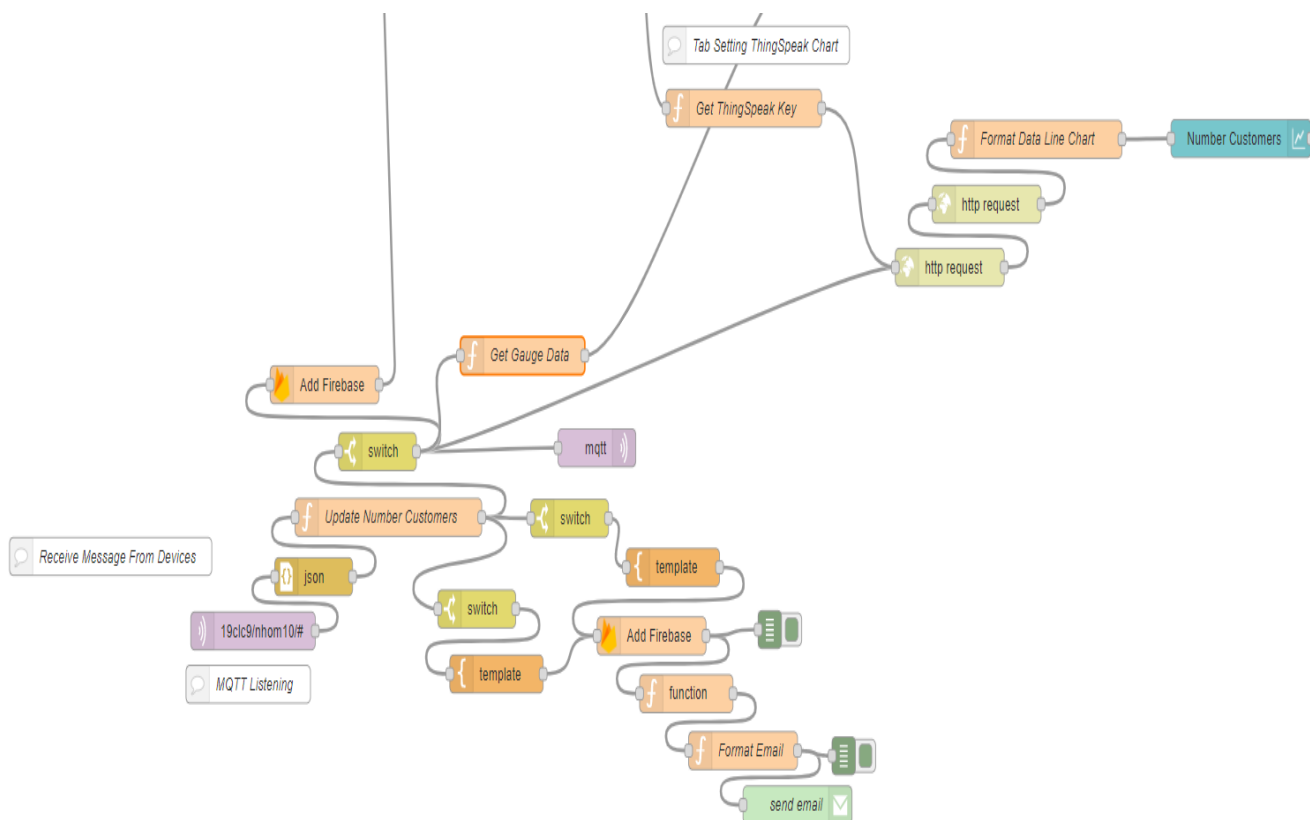 Tab Setting ThingSpeak Chart
Get ThingSpeak Key
Format Data Line Chart
Number Customers
http request
http request
Get Gauge Data
Add Firebase
switch
mqtt
Update Number Customers
switch
Receive Message From Devices
json
template
switch
19clc9/nhom10/#
Add Firebase
MQTT Listening
template
function
Format Email
send email